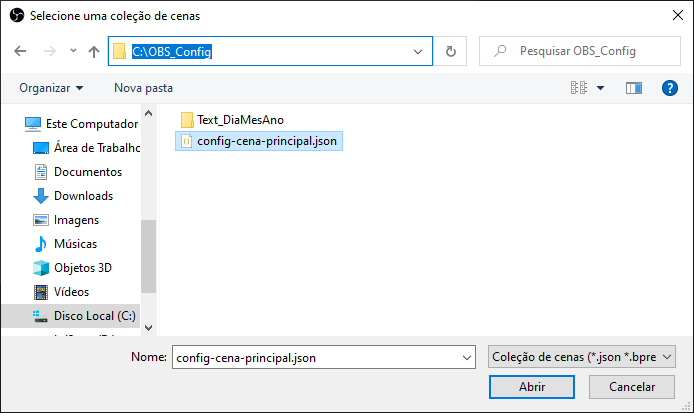 Selecione uma coleção de cenas
C:\OBS_Config
Pesquisar OBS_Config
Organizar
Nova pasta
Este Computador
Área de Trabalho
Documentos
Downloads
Imagens
Músicas
Objetos 3D
Vídeos
Disco Local (C:)
Text_DiaMesAno
config-cena-principal.json
Nome:
config-cena-principal.json
Coleção de cenas (*.json *.bpre
Abrir
Cancelar